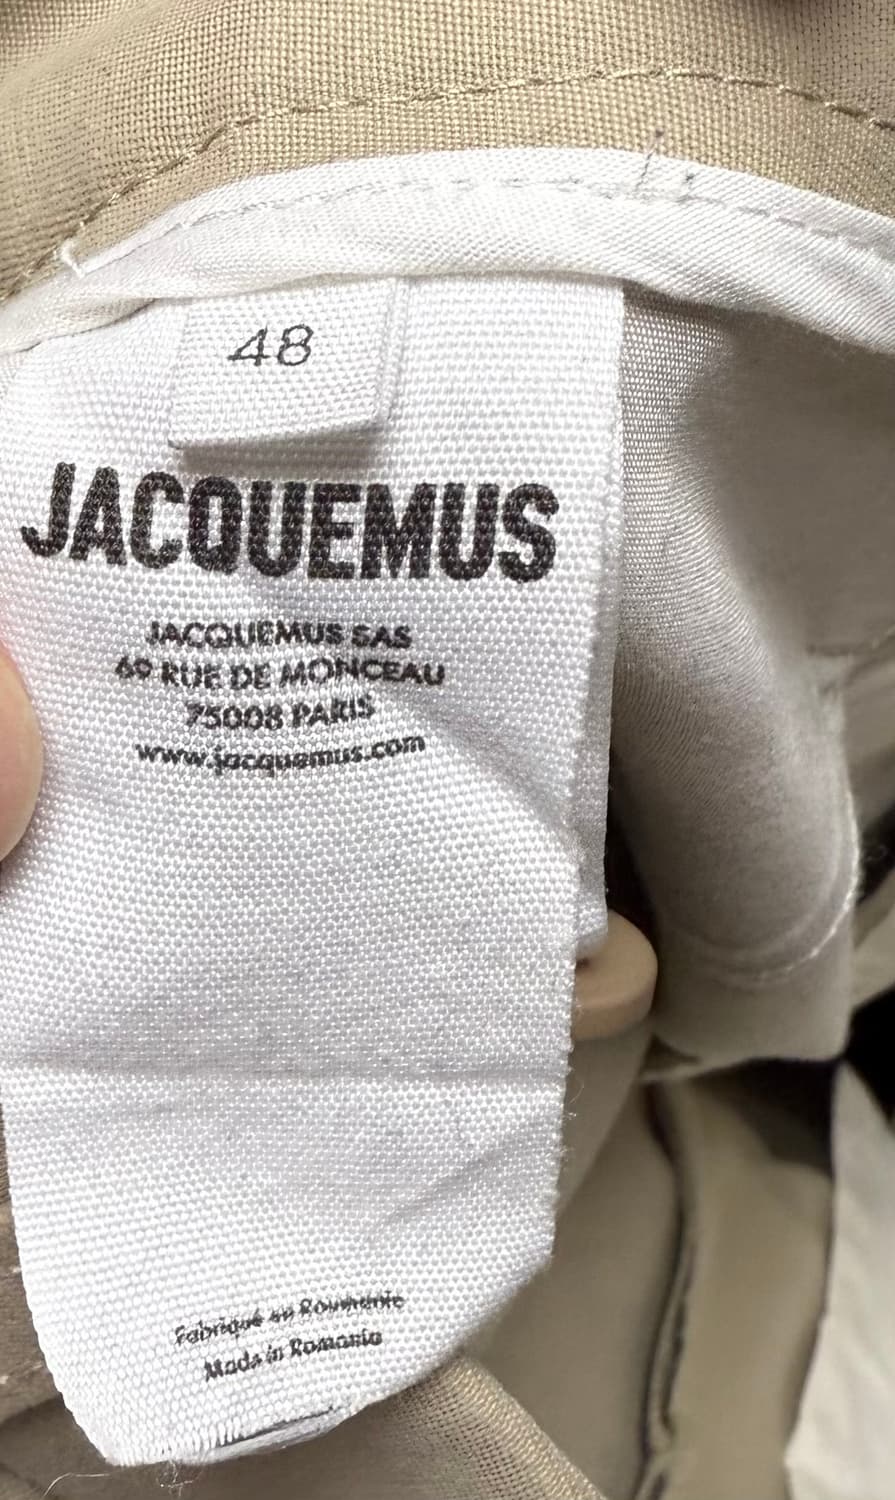 48
JACQUEMUS
JACQUEMUS SAS
69 RUE DE MONCEAU
75008 PARIS
www.jacquemus.com
Fabriqué en Roumanie
Made in Romania